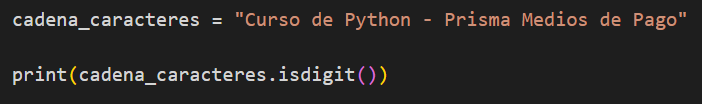 cadena_caracteres = "Curso de Python - Prisma Medios de Pago"
print(cadena_caracteres.isdigit())